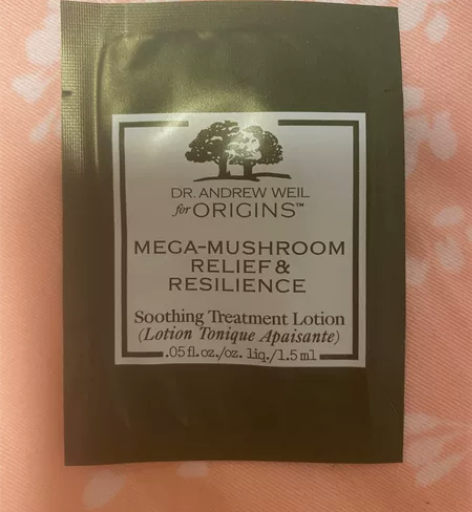 DR. ANDREW WEIL
for ORIGINS™
MEGA-MUSHROOM
RELIEF &
RESILIENCE
Soothing Treatment Lotion
(Lotion Tonique Apaisante)
.05 fl. oz./oz. liq./1.5 ml